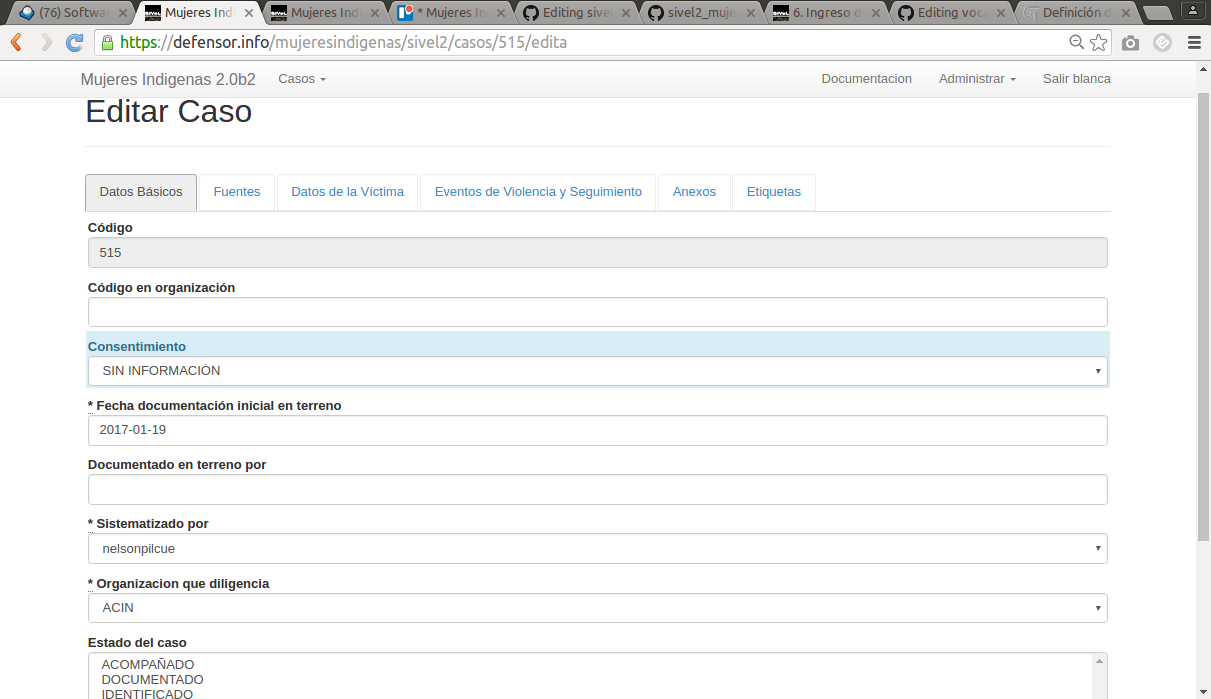 (76) Softwa
Mujeres Ind
Mujeres Ind
* Mujeres In
Editing sive
sivel2_muje
6. Ingreso d
Editing voca
Definición d
https://defensor.info/mujeresindigenas/sivel2/casos/515/edita
Mujeres Indigenas 2.0b2 Casos Documentacion Administrar Salir blanca
Editar Caso
Datos Básicos Fuentes Datos de la Víctima Eventos de Violencia y Seguimiento Anexos Etiquetas
Código
515
Código en organización
Consentimiento
SIN INFORMACIÓN
* Fecha documentación inicial en terreno
2017-01-19
Documentado en terreno por
* Sistematizado por
nelsonpilcue
* Organizacion que diligencia
ACIN
Estado del caso
ACOMPAÑADO
DOCUMENTADO
IDENTIFICADO